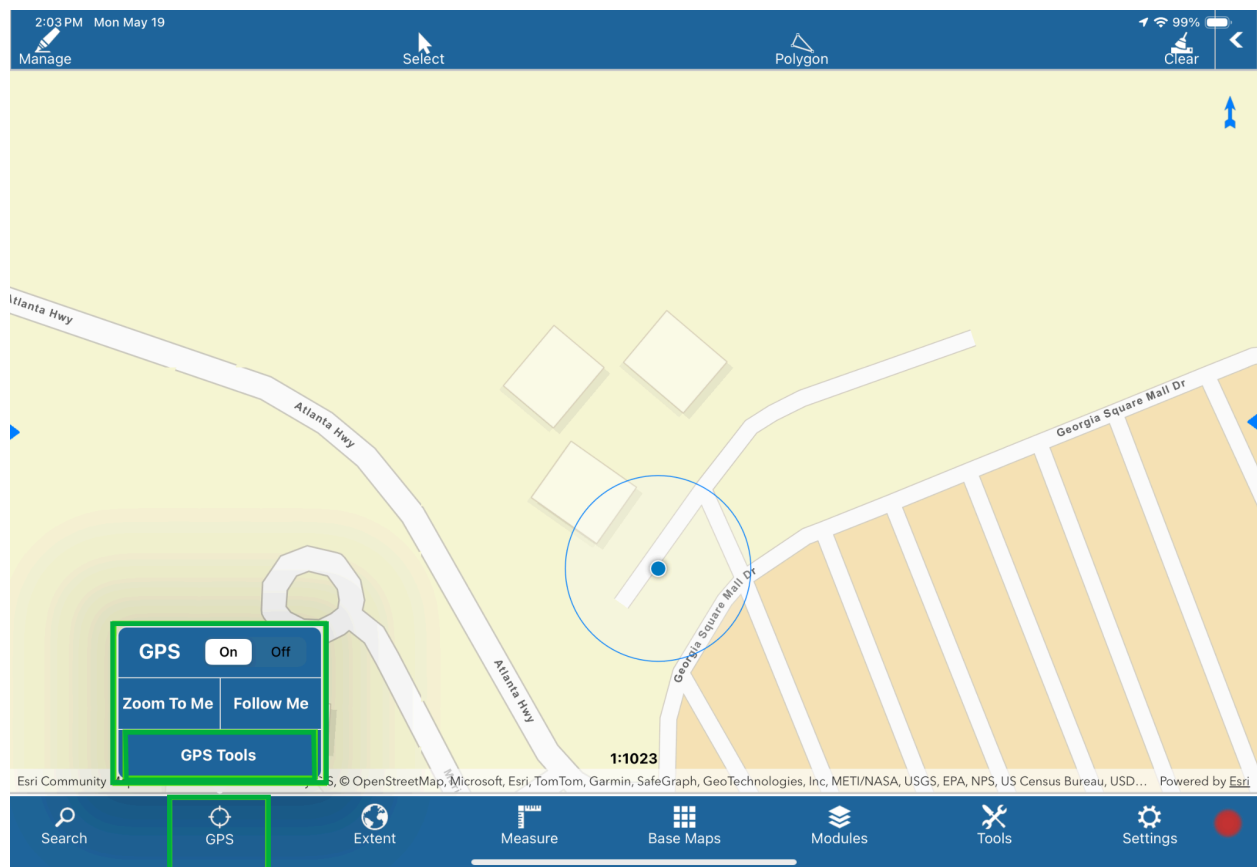 2:03 PM Mon May 19
99%
Manage
Select
Polygon
Clear
Atlanta Hwy
Georgia Square Mall Dr
Atlanta Hwy
Georgia Square Mall Dr
Atlanta Hwy
GPS On Off
Zoom To Me Follow Me
GPS Tools
1:1023
Esri Community © OpenStreetMap, Microsoft, Esri, TomTom, Garmin, SafeGraph, GeoTechnologies, Inc, METI/NASA, USGS, EPA, NPS, US Census Bureau, USD... Powered by Esri
Search
GPS
Extent
Measure
Base Maps
Modules
Tools
Settings